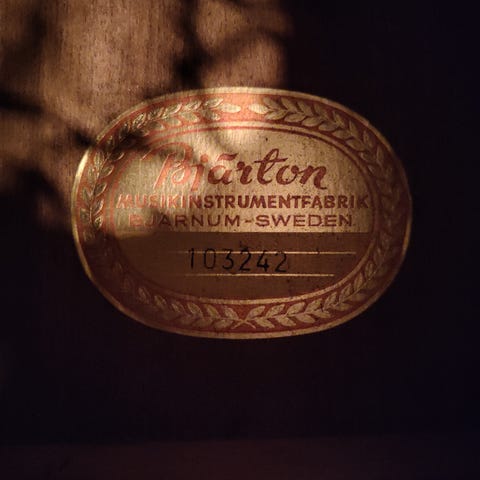 Bjärton
MUSIKINSTRUMENTFABRIK
BJÄRNUM-SWEDEN
103242